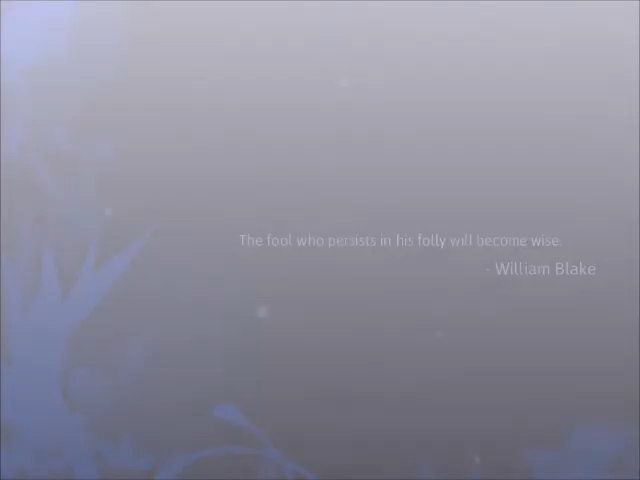 The fool who persists in his folly will become wise.
- William Blake